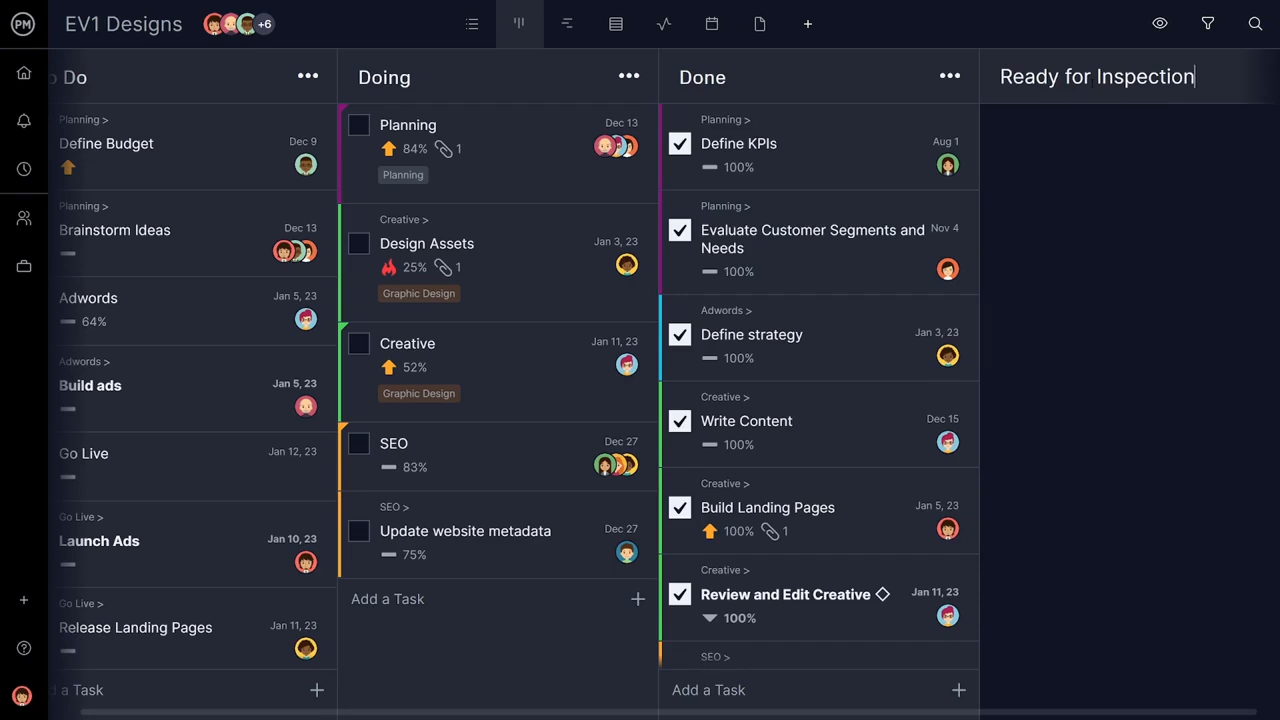 PM
EV1 Designs
+6
Do
Planning >
Define Budget
Dec 9
Planning >
Brainstorm Ideas
Dec 13
Adwords
Jan 5, 23
64%
Adwords >
Build ads
Jan 5, 23
Go Live
Jan 12, 23
Go Live >
Launch Ads
Jan 10, 23
Go Live >
Release Landing Pages
Jan 11, 23
d a Task
Doing
Planning
Dec 13
84%
1
Planning
Creative >
Design Assets
Jan 3, 23
25%
1
Graphic Design
Creative
Jan 11, 23
52%
Graphic Design
SEO
Dec 27
83%
SEO >
Update website metadata
Dec 27
75%
Add a Task
Done
Planning >
Define KPIs
Aug 1
100%
Planning >
Evaluate Customer Segments and
Needs
Nov 4
100%
Adwords >
Define strategy
Jan 3, 23
100%
Creative >
Write Content
Dec 15
100%
Creative >
Build Landing Pages
Jan 5, 23
100%
1
Creative >
Review and Edit Creative
Jan 11, 23
100%
SEO >
Add a Task
Ready for Inspection